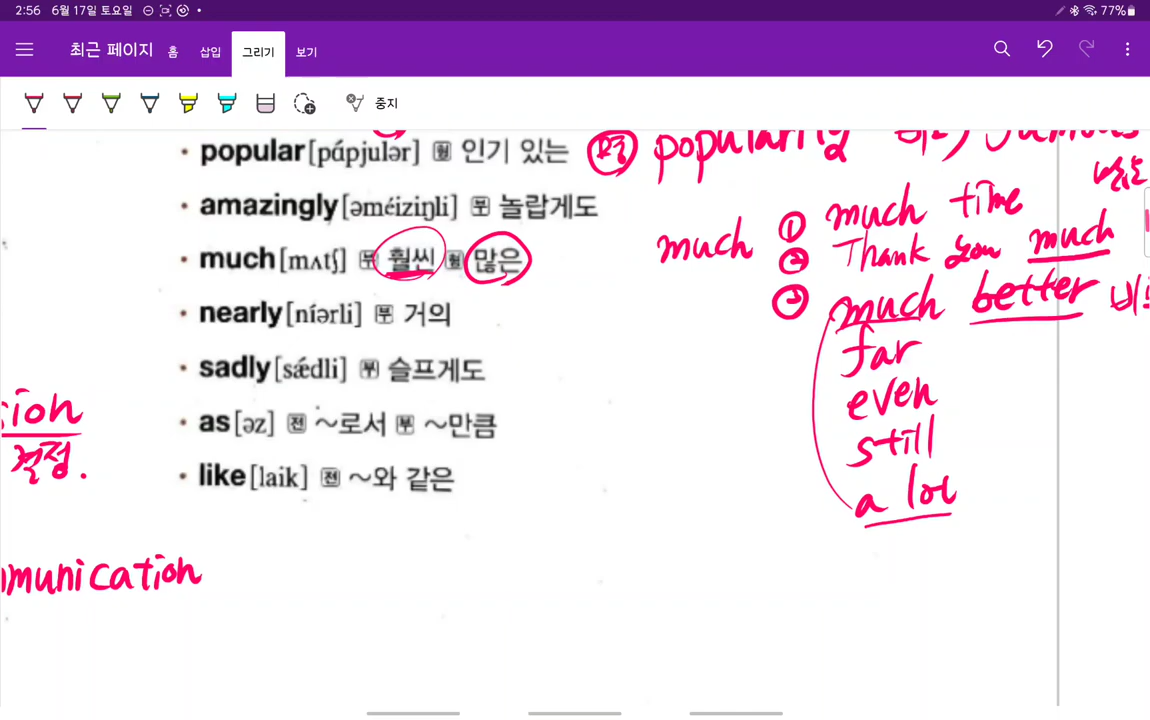 2:56 6월 17일 토요일 77%
최근 페이지 홈 삽입 그리기 보기
중지
popular[pápjulər] 형 인기 있는
popularity
amazingly[əméiziŋli] 부 놀랍게도
much[mʌtʃ] 부 훨씬 형 많은
nearly[níərli] 부 거의
sadly[sǽdli] 부 슬프게도
as[əz] 전 ~로서 부 ~만큼
like[laik] 전 ~와 같은
much ① much time
② Thank you much
③ much better
far
even
still
a lot
sion
결정.
munication